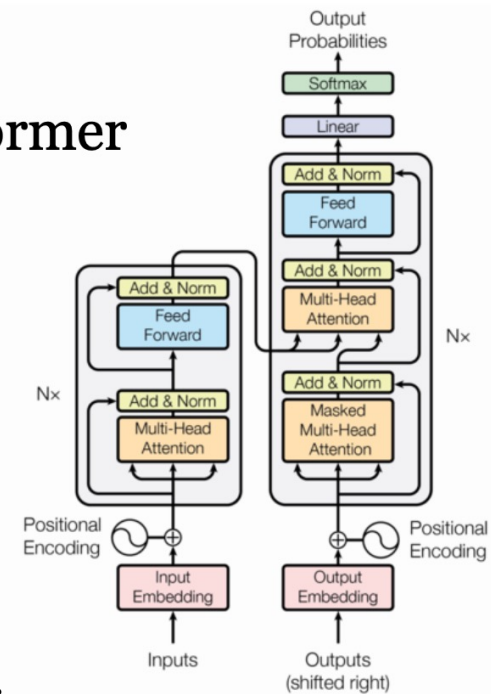 ormer
Output
Probabilities
Softmax
Linear
Add & Norm
Feed
Forward
Add & Norm
Multi-Head
Attention
Add & Norm
Masked
Multi-Head
Attention
Nx
Add & Norm
Feed
Forward
Add & Norm
Multi-Head
Attention
Nx
Positional
Encoding
Positional
Encoding
Input
Embedding
Output
Embedding
Inputs
Outputs
(shifted right)